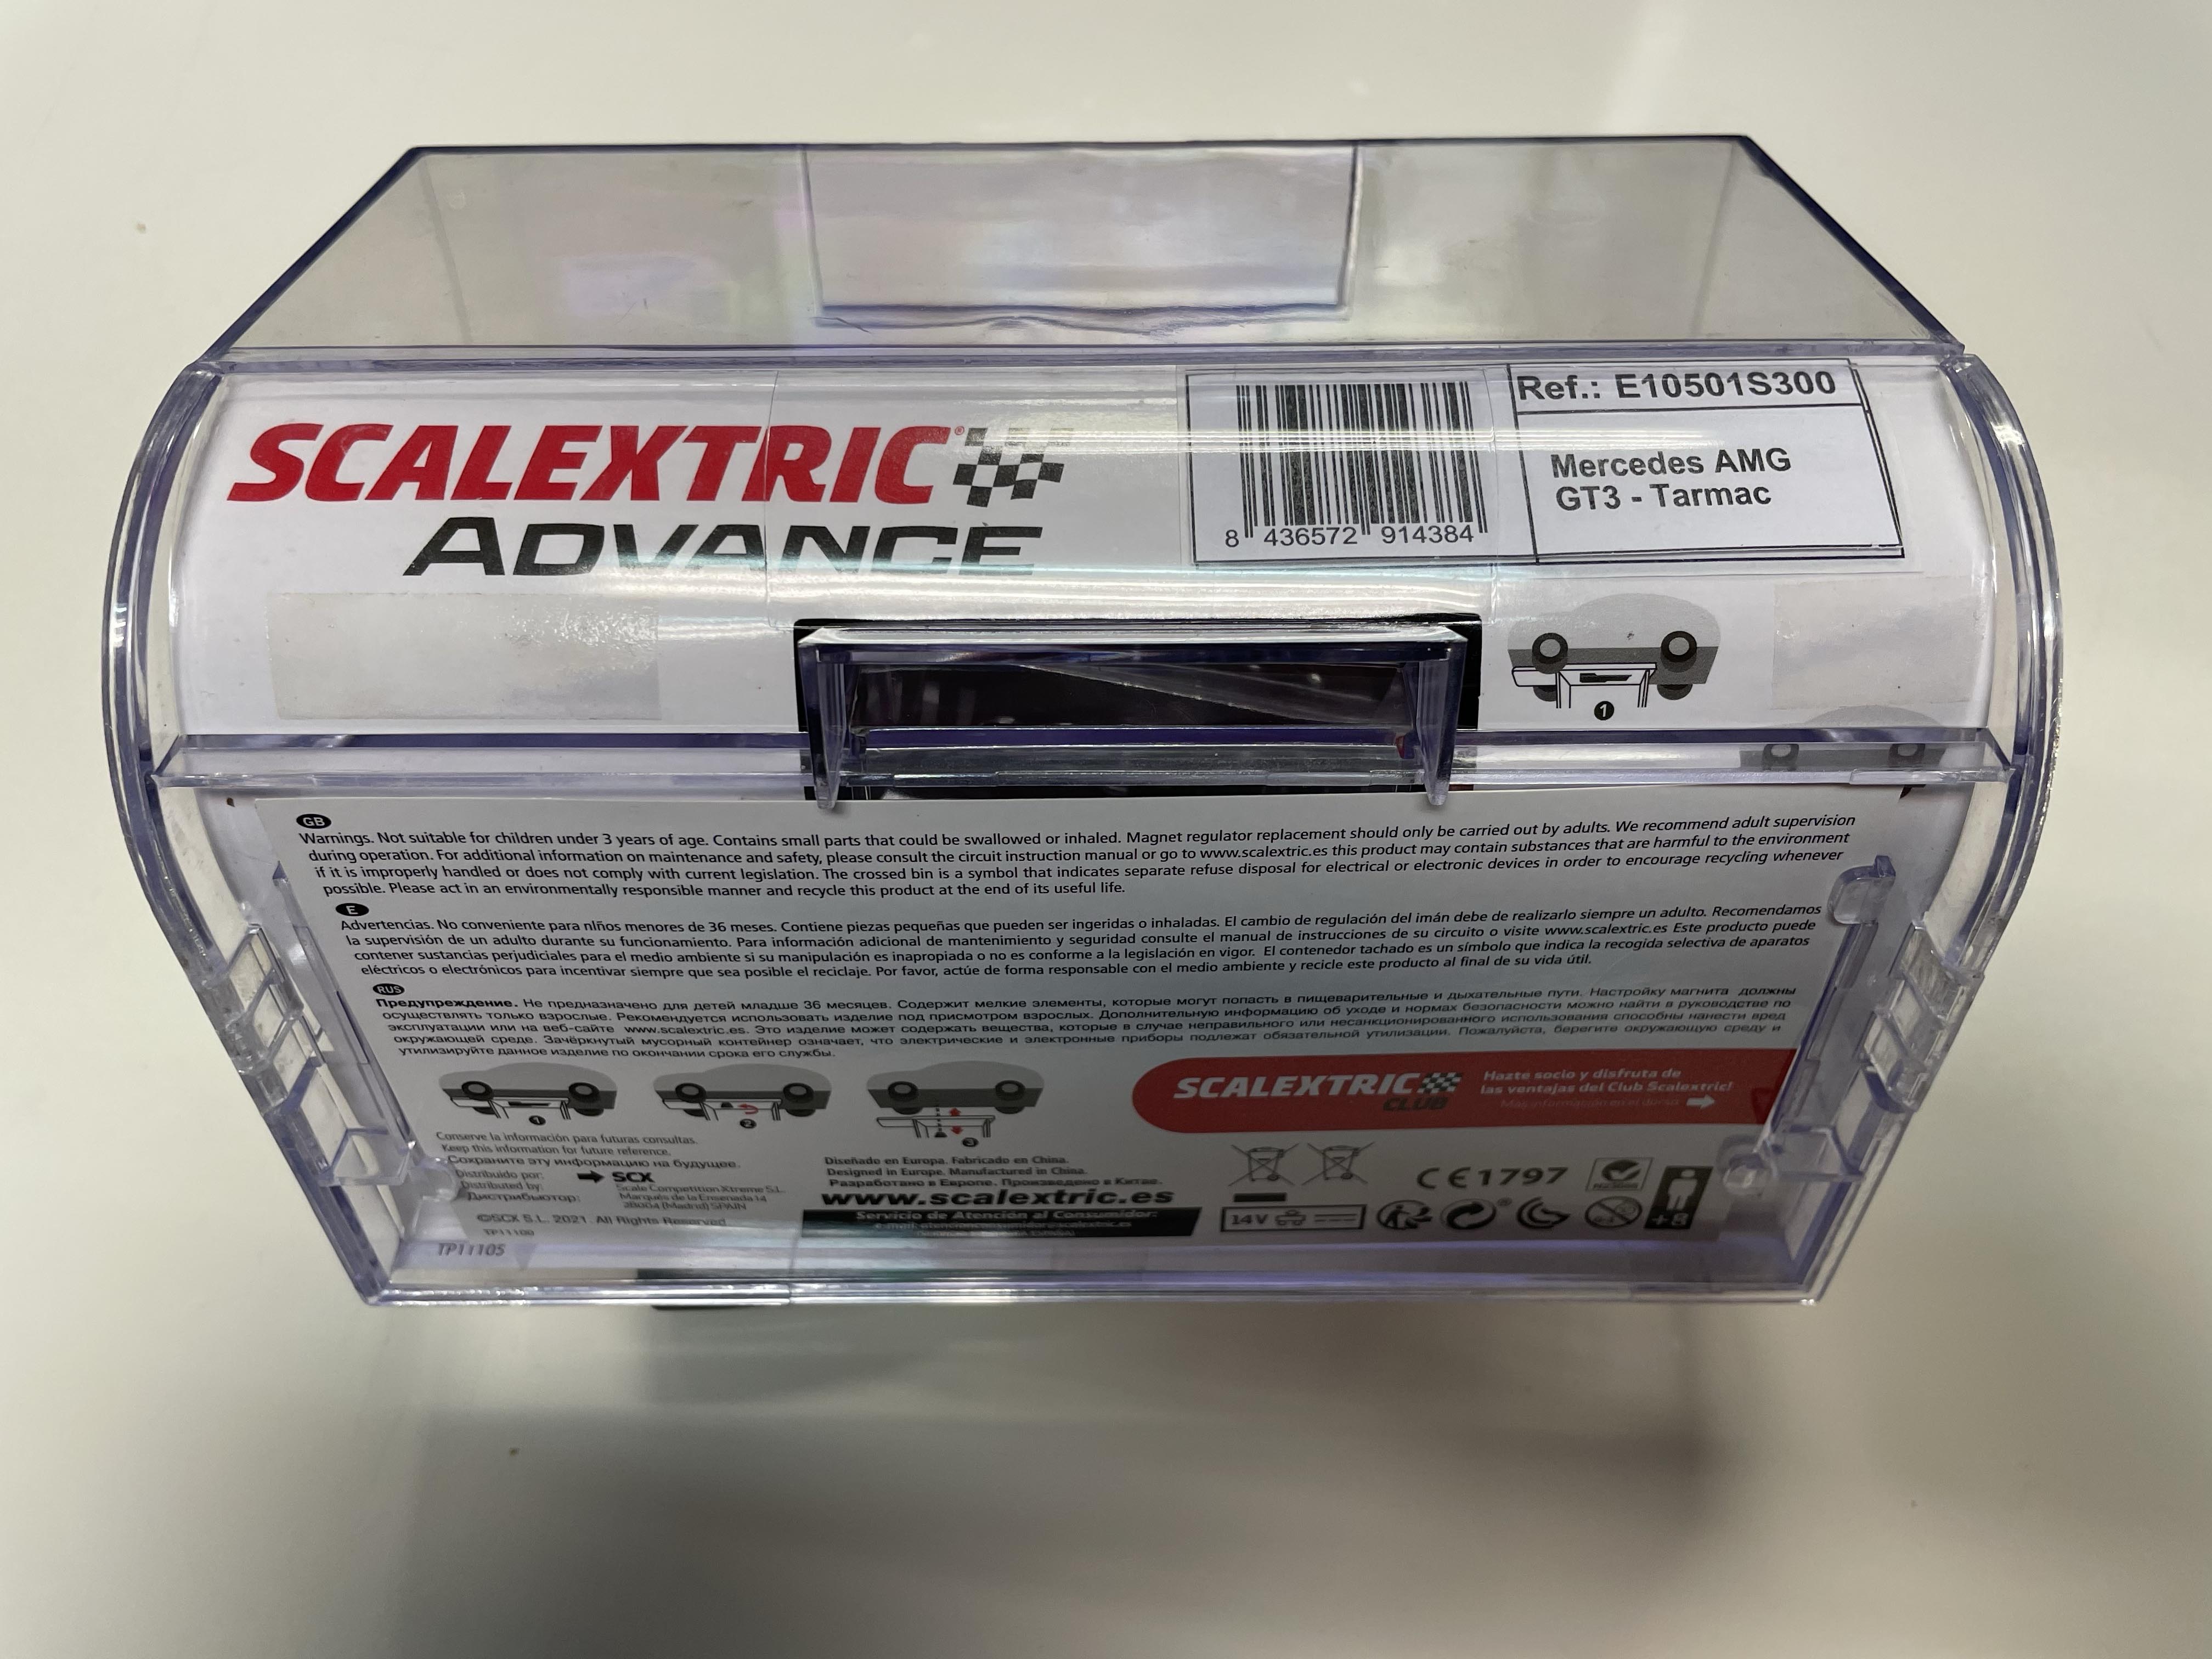 SCALEXTRIC®
ADVANCE
8 436572 914384
Ref.: E10501S300
Mercedes AMG
GT3 - Tarmac
1
GB
Warnings. Not suitable for children under 3 years of age. Contains small parts that could be swallowed or inhaled. Magnet regulator replacement should only be carried out by adults. We recommend adult supervision
during operation. For additional information on maintenance and safety, please consult the circuit instruction manual or go to www.scalextric.es this product may contain substances that are harmful to the environment
if it is improperly handled or does not comply with current legislation. The crossed bin is a symbol that indicates separate refuse disposal for electrical or electronic devices in order to encourage recycling whenever
possible. Please act in an environmentally responsible manner and recycle this product at the end of its useful life.
E
Advertencias. No conveniente para nIños menores de 36 meses. Contiene piezas pequeñas que pueden ser ingeridas o inhaladas. El cambio de regulación del imán debe de realizarlo siempre un adulto. Recomendamos
la supervisión de un adulto durante su funcionamiento. Para información adicional de mantenimiento y seguridad consulte el manual de instrucciones de su circuito o visite www.scalextric.es Este producto puede
contener sustancias perjudiciales para el medio ambiente si su manipulación es inapropiada o no es conforme a la legislación en vigor. El contenedor tachado es un símbolo que indica la recogida selectiva de aparatos
eléctricos o electrónicos para incentivar siempre que sea posible el reciclaje. Por favor, actúe de forma responsable con el medio ambiente y recicle este producto al final de su vida útil.
RUS
Предупреждение. Не предназначено для детей младше 36 месяцев. Содержит мелкие элементы, которые могут попасть в пищеварительные и дыхательные пути. Настройку магнита должны
осуществлять только взрослые. Рекомендуется использовать изделие под присмотром взрослых. Дополнительную информацию об уходе и нормах безопасности можно найти в руководстве по
эксплуатации или на веб-сайте www.scalextric.es. Это изделие может содержать вещества, которые в случае неправильного или несанкционированного использования способны нанести вред
окружающей среде. Зачёркнутый мусорный контейнер означает, что электрические и электронные приборы подлежат обязательной утилизации. Пожалуйста, берегите окружающую среду и
утилизируйте данное изделие по окончании срока его службы.
1 2 3
SCALEXTRIC
CLUB
Hazte socio y disfruta de
las ventajas del Club Scalextric!
Más información en el dorso
Conserve la información para futuras consultas.
Keep this information for future reference.
Сохраните эту информацию на будущее.
Distribuido por:
Distributed by:
Дистрибьютор:
SCX
Scale Competition Xtreme S.L.
Marqués de la Ensenada 14
28004 (Madrid) SPAIN
©SCX S.L. 2021. All Rights Reserved
TP11100
TP11105
Diseñado en Europa. Fabricado en China.
Designed in Europe. Manufactured in China.
Разработано в Европе. Произведено в Китае.
www.scalextric.es
Servicio de Atención al Consumidor:
e-mail: atencionconsumidor@scalextric.es
CE 1797
14V
+8